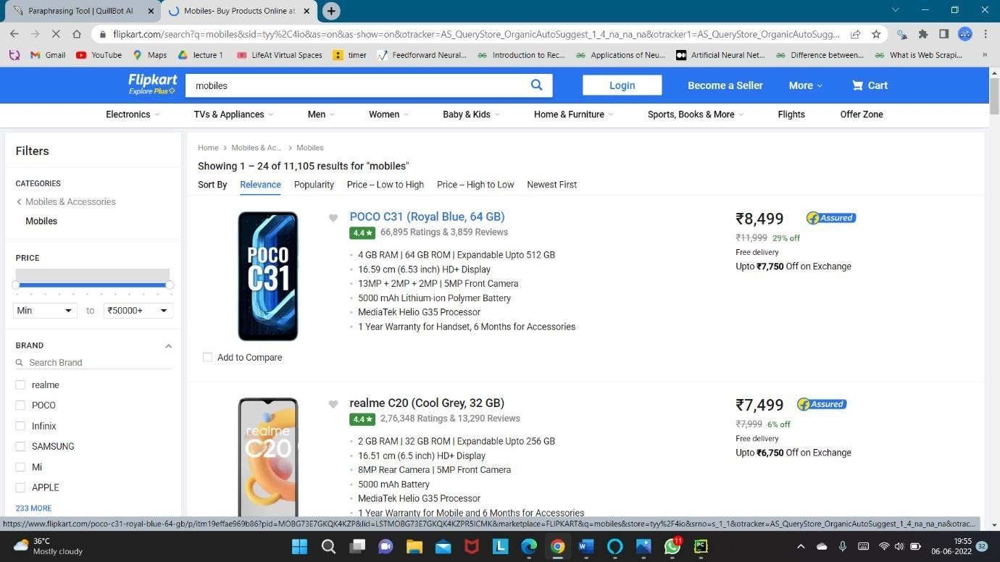 Paraphrasing Tool | QuillBot AI
Mobiles- Buy Products Online at
flipkart.com/search?q=mobiles&sid=tyy%2C4io&as=on&as-show=on&otracker=AS_QueryStore_OrganicAutoSuggest_1_4_na_na_na&otracker1=AS_QueryStore_OrganicAutoSugg...
Gmail YouTube Maps lecture 1 LifeAt Virtual Spaces timer Feedforward Neural... Introduction to Rec... Applications of Neu... Artificial Neural Net... Difference between... What is Web Scrapi... »
Flipkart
Explore Plus
mobiles
Login
Become a Seller
More
Cart
Electronics TVs & Appliances Men Women Baby & Kids Home & Furniture Sports, Books & More Flights Offer Zone
Filters
CATEGORIES
< Mobiles & Accessories
Mobiles
PRICE
Min to ₹50000+
BRAND
Search Brand
realme
POCO
Infinix
SAMSUNG
Mi
APPLE
233 MORE
Home > Mobiles & Ac... > Mobiles
Showing 1 – 24 of 11,105 results for "mobiles"
Sort By Relevance Popularity Price -- Low to High Price -- High to Low Newest First
POCO
C31
Add to Compare
POCO C31 (Royal Blue, 64 GB)
4.4★ 66,895 Ratings & 3,859 Reviews
• 4 GB RAM | 64 GB ROM | Expandable Upto 512 GB
• 16.59 cm (6.53 inch) HD+ Display
• 13MP + 2MP + 2MP | 5MP Front Camera
• 5000 mAh Lithium-ion Polymer Battery
• MediaTek Helio G35 Processor
• 1 Year Warranty for Handset, 6 Months for Accessories
₹8,499 f Assured
₹11,999 29% off
Free delivery
Upto ₹7,750 Off on Exchange
realme
C20
realme C20 (Cool Grey, 32 GB)
4.4★ 2,76,348 Ratings & 13,290 Reviews
• 2 GB RAM | 32 GB ROM | Expandable Upto 256 GB
• 16.51 cm (6.5 inch) HD+ Display
• 8MP Rear Camera | 5MP Front Camera
• 5000 mAh Battery
• MediaTek Helio G35 Processor
• 1 Year Warranty for Mobile and 6 Months for Accessories
₹7,499 f Assured
₹7,999 6% off
Free delivery
Upto ₹6,750 Off on Exchange
https://www.flipkart.com/poco-c31-royal-blue-64-gb/p/itm19effae969b86?pid=MOBG73E7GKQK4KZP&lid=LSTMOBG73E7GKQK4KZPR5ICMK&marketplace=FLIPKART&q=mobiles&store=tyy%2F4io&srno=s_1_1&otracker=AS_QueryStore_OrganicAutoSuggest_1_4_na_na_na&otrac...
36°C
Mostly cloudy
L
W
11
PC
19:55
06-06-2022
32